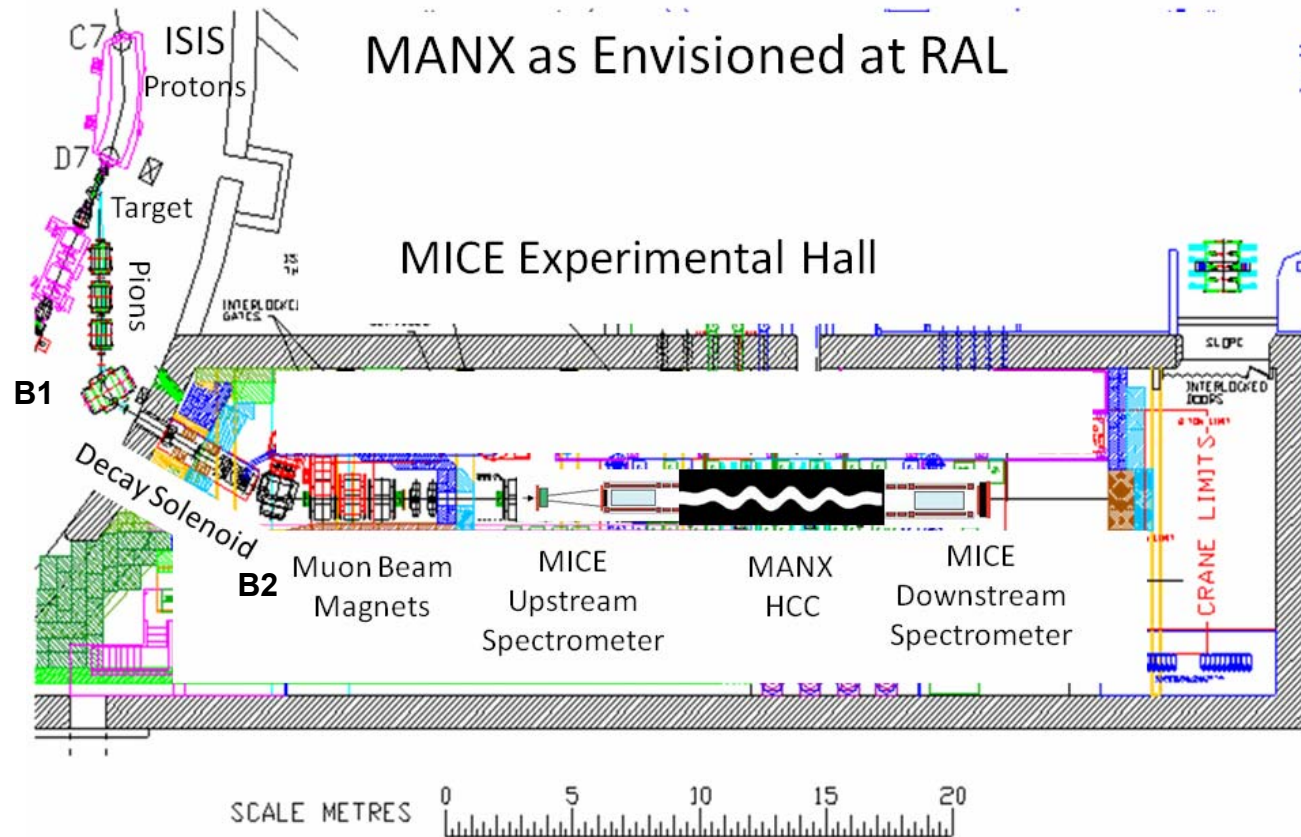 C7
ISIS
Protons
MANX as Envisioned at RAL
D7
Target
Pions
MICE Experimental Hall
INTERLOCKED
GATES
SLOPE
INTERLOCKED
DOORS
B1
Decay Solenoid
CRANE LIMITS
B2
Muon Beam
Magnets
MICE
Upstream
Spectrometer
MANX
HCC
MICE
Downstream
Spectrometer
SCALE METRES
0 5 10 15 20